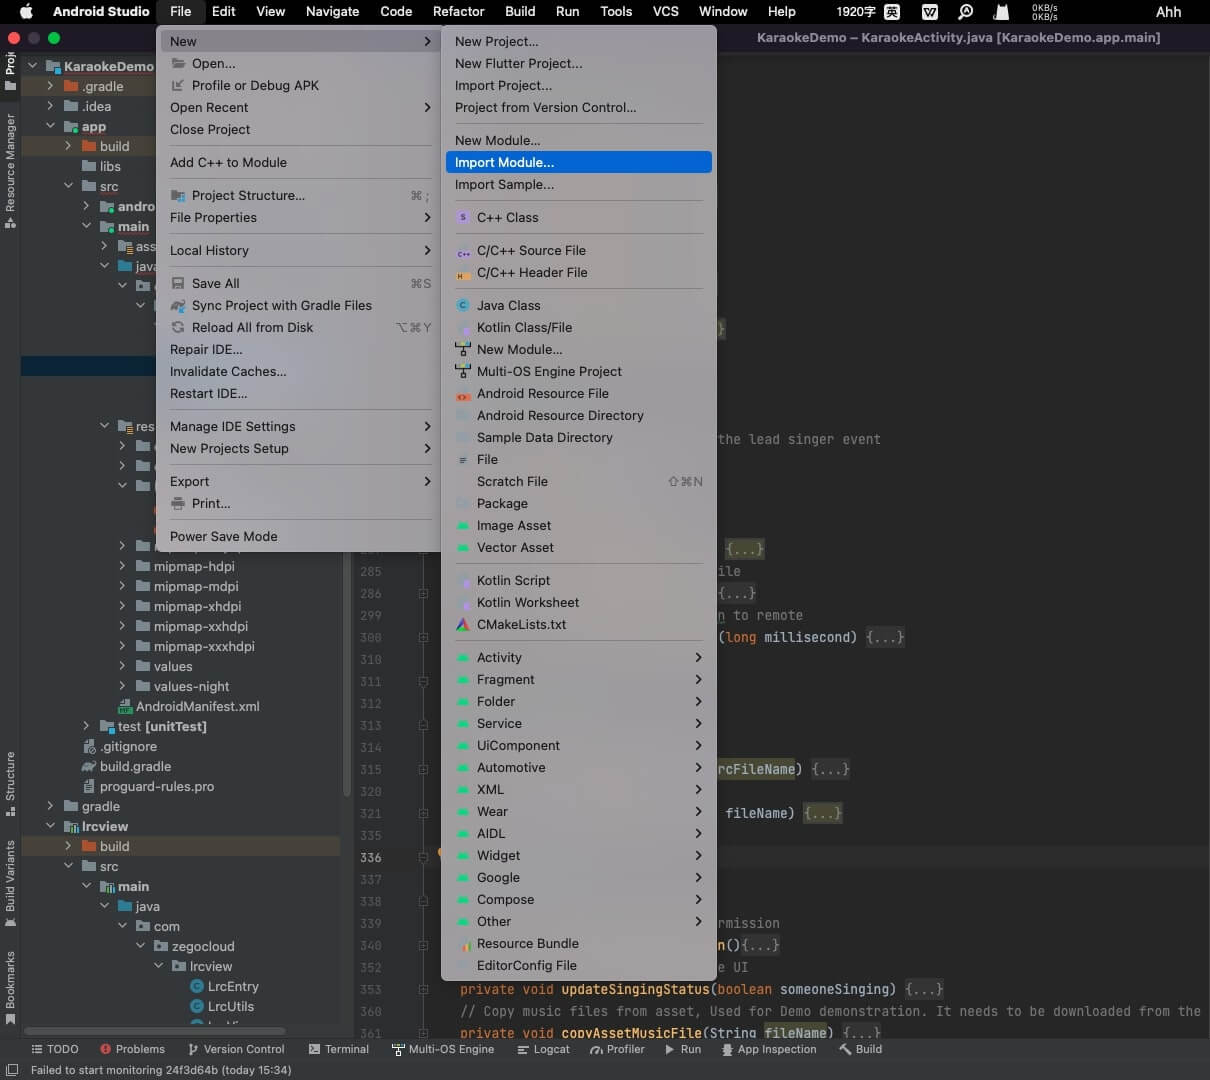 Android Studio File Edit View Navigate Code Refactor Build Run Tools VCS Window Help 1920字 英 0KB/s 0KB/s Ahh
KaraokeDemo – KaraokeActivity.java [KaraokeDemo.app.main]
Resource Manager
Structure
Build Variants
Bookmarks
KaraokeDemo
.gradle
.idea
app
build
libs
src
main
res
mipmap-hdpi
mipmap-mdpi
mipmap-xhdpi
mipmap-xxhdpi
mipmap-xxxhdpi
values
values-night
AndroidManifest.xml
test [unitTest]
.gitignore
build.gradle
proguard-rules.pro
gradle
lrcview
build
src
main
java
com
zegocloud
lrcview
LrcEntry
LrcUtils
New
Open...
Profile or Debug APK
Open Recent
Close Project
Add C++ to Module
Project Structure... ⌘ ;
File Properties
Local History
Save All ⌘S
Sync Project with Gradle Files
Reload All from Disk ⌥⌘Y
Repair IDE...
Invalidate Caches...
Restart IDE...
Manage IDE Settings
New Projects Setup
Export
Print...
Power Save Mode
New Project...
New Flutter Project...
Import Project...
Project from Version Control...
New Module...
Import Module...
Import Sample...
C++ Class
C/C++ Source File
C/C++ Header File
Java Class
Kotlin Class/File
New Module...
Multi-OS Engine Project
Android Resource File
Android Resource Directory
Sample Data Directory
File
Scratch File ⇧⌘N
Package
Image Asset
Vector Asset
Kotlin Script
Kotlin Worksheet
CMakeLists.txt
Activity
Fragment
Folder
Service
UiComponent
Automotive
XML
Wear
AIDL
Widget
Google
Compose
Other
Resource Bundle
EditorConfig File
}
the lead singer event
{...}
285 ile
286 {...}
299 n to remote
300 (long millisecond) {...}
310
311
312
313
314
315 rcFileName) {...}
320
321 fileName) {...}
335
336
337
338
339 rmission
340 n(){...}
352 e UI
353 private void updateSingingStatus(boolean someoneSinging) {...}
360 // Copy music files from asset, Used for Demo demonstration. It needs to be downloaded from the
361 private void copyAssetMusicFile(String fileName) {...}
TODO Problems Version Control Terminal Multi-OS Engine Logcat Profiler Run App Inspection Build
Failed to start monitoring 24f3d64b (today 15:34)